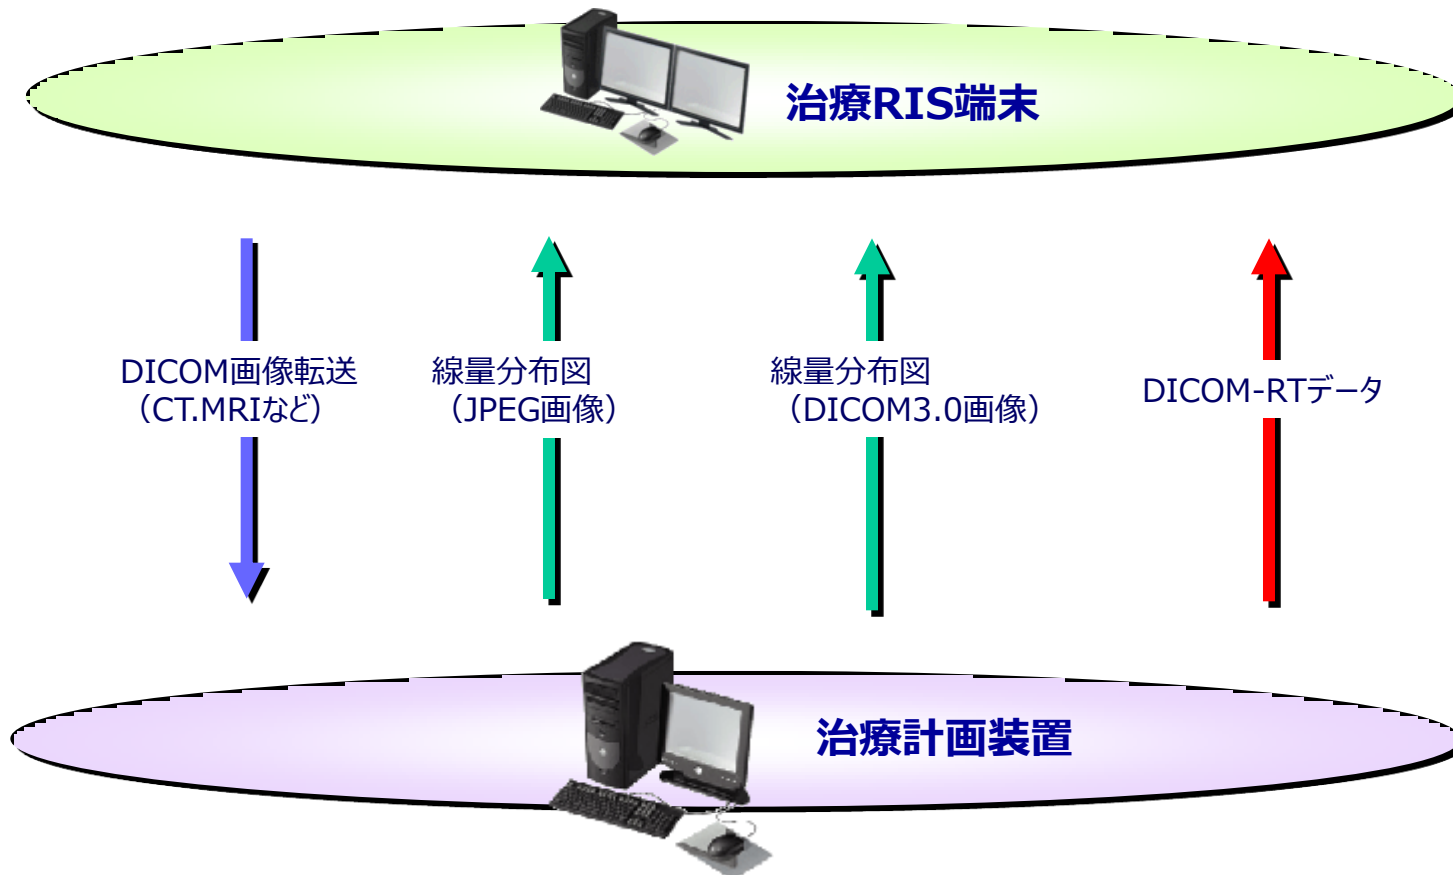 治療RIS端末
DICOM画像転送
（CT.MRIなど）
線量分布図
（JPEG画像）
線量分布図
（DICOM3.0画像）
DICOM-RTデータ
治療計画装置